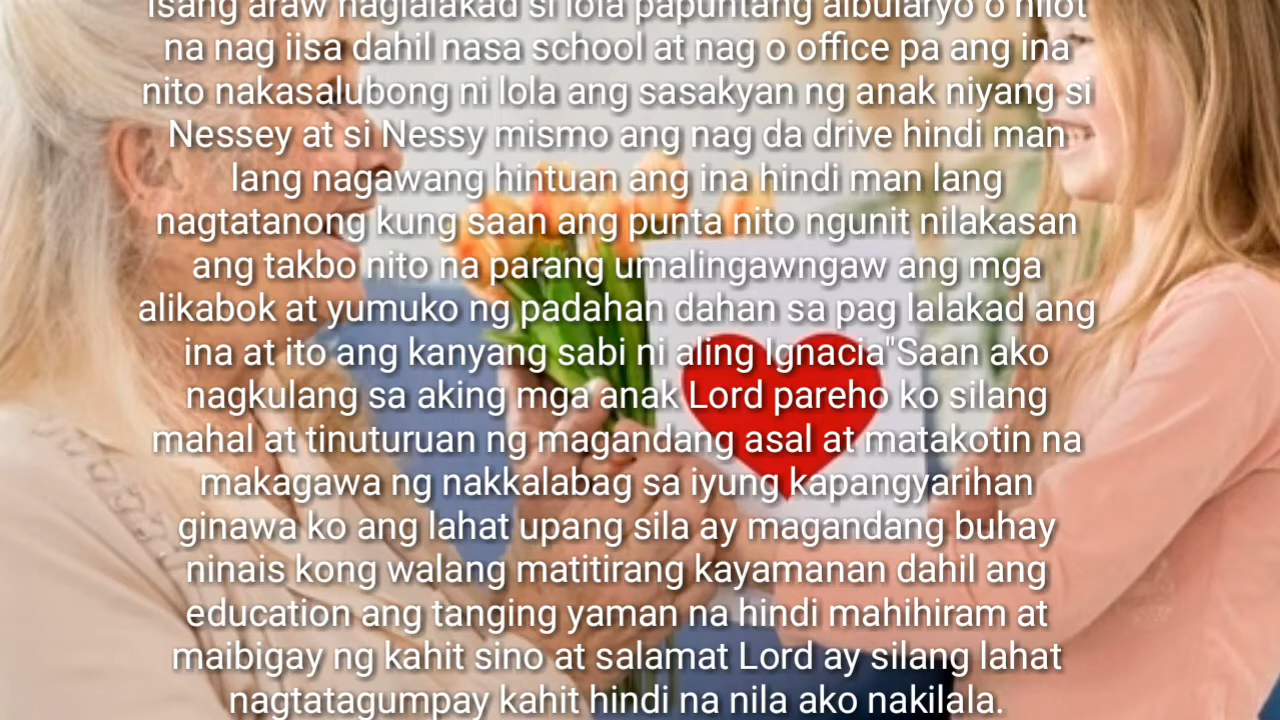 Isang araw naglalakad si lola papuntang albularyo o hilot
na nag iisa dahil nasa school at nag o office pa ang ina
nito nakasalubong ni lola ang sasakyan ng anak niyang si
Nessey at si Nessy mismo ang nag da drive hindi man
lang nagawang hintuan ang ina hindi man lang
nagtatanong kung saan ang punta nito ngunit nilakasan
ang takbo nito na parang umalingawngaw ang mga
alikabok at yumuko ng padahan dahan sa pag lalakad ang
ina at ito ang kanyang sabi ni aling Ignacia"Saan ako
nagkulang sa aking mga anak Lord pareho ko silang
mahal at tinuturuan ng magandang asal at matakotin na
makagawa ng nakkalabag sa iyung kapangyarihan
ginawa ko ang lahat upang sila ay magandang buhay
ninais kong walang matitirang kayamanan dahil ang
education ang tanging yaman na hindi mahihiram at
maibigay ng kahit sino at salamat Lord ay silang lahat
nagtatagumpay kahit hindi na nila ako nakilala.